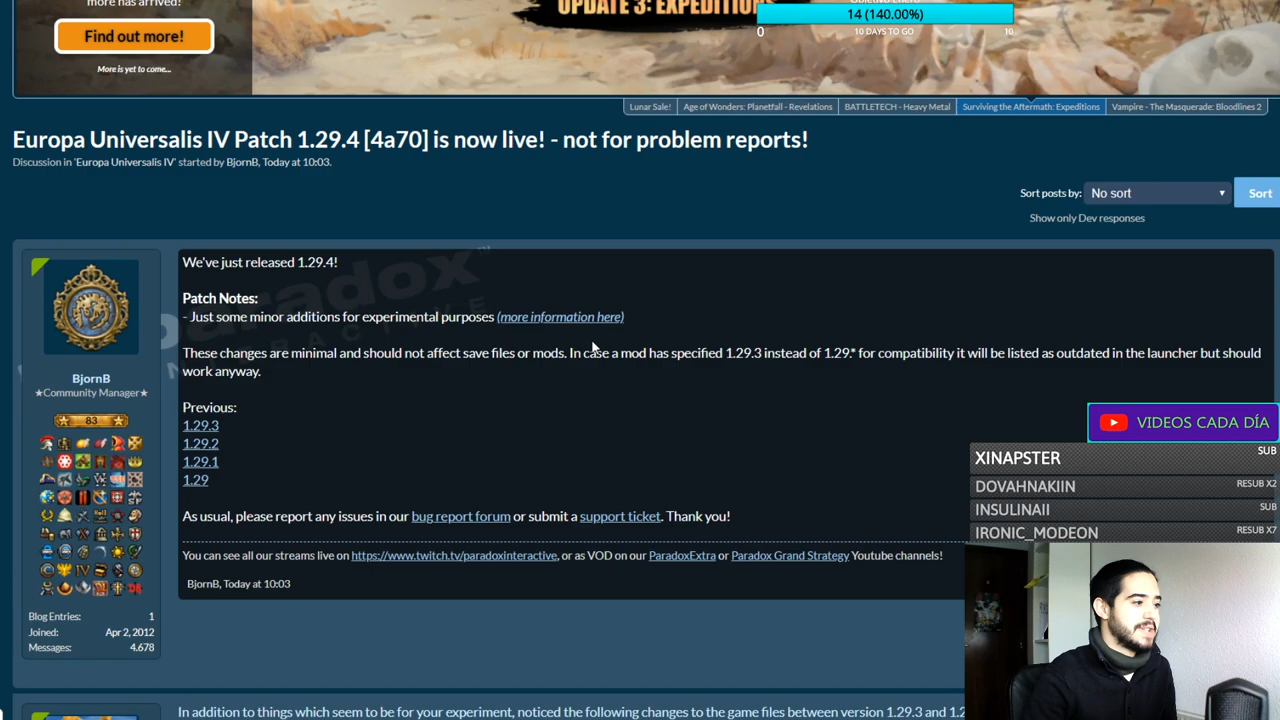 more has arrived!
UPDATE 3: EXPEDITIONS
14 (140.00%)
0
10 DAYS TO GO
10
Find out more!
More is yet to come...
Lunar Sale!
Age of Wonders: Planetfall - Revelations
BATTLETECH - Heavy Metal
Surviving the Aftermath: Expeditions
Vampire - The Masquerade: Bloodlines 2
Europa Universalis IV Patch 1.29.4 [4a70] is now live! - not for problem reports!
Discussion in 'Europa Universalis IV' started by BjornB, Today at 10:03.
Sort posts by:
No sort
Sort
Show only Dev responses
We've just released 1.29.4!
Patch Notes:
- Just some minor additions for experimental purposes (more information here)
These changes are minimal and should not affect save files or mods. In case a mod has specified 1.29.3 instead of 1.29.* for compatibility it will be listed as outdated in the launcher but should
work anyway.
Previous:
1.29.3
1.29.2
1.29.1
1.29
As usual, please report any issues in our bug report forum or submit a support ticket. Thank you!
You can see all our streams live on https://www.twitch.tv/paradoxinteractive, or as VOD on our ParadoxExtra or Paradox Grand Strategy Youtube channels!
BjornB, Today at 10:03
BjornB
★Community Manager★
83
Blog Entries: 1
Joined: Apr 2, 2012
Messages: 4.678
VIDEOS CADA DÍA
XINAPSTER SUB
DOVAHNAKIIN RESUB X2
INSULINAII SUB
IRONIC_MODEON RESUB X7
In addition to things which seem to be for your experiment, noticed the following changes to the game files between version 1.29.3 and